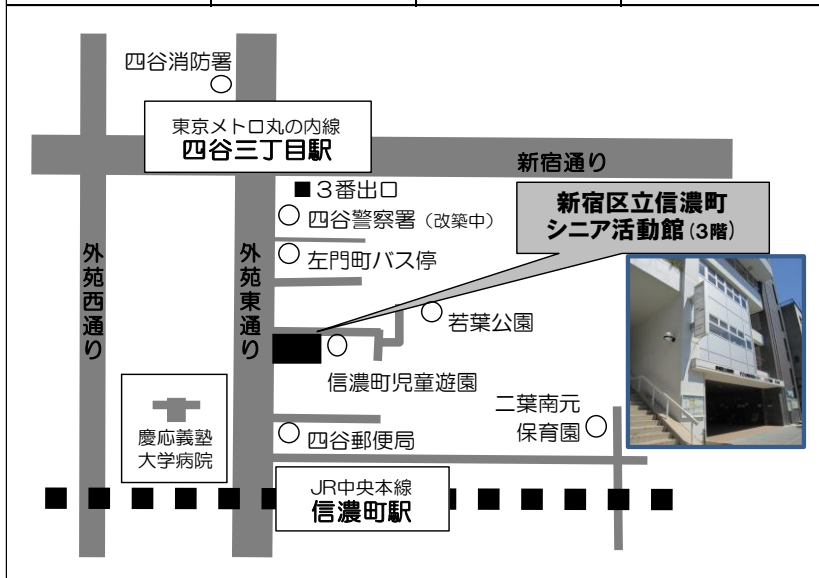 四谷消防署
東京メトロ丸の内線
四谷三丁目駅
新宿通り
■3番出口
四谷警察署（改築中）
新宿区立信濃町
シニア活動館（3階）
外苑西通り
外苑東通り
左門町バス停
若葉公園
信濃町児童遊園
慶応義塾
大学病院
二葉南元
保育園
四谷郵便局
JR中央本線
信濃町駅